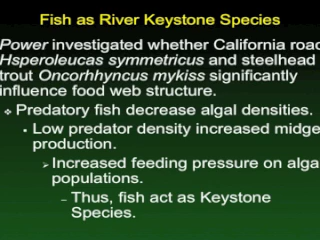 Fish as River Keystone Species
Power investigated whether California roac
Hsperoleucas symmetricus and steelhead
trout Oncorhyncus mykiss significantly
influence food web structure.
Predatory fish decrease algal densities.
Low predator density increased midge
production.
Increased feeding pressure on alga
populations.
Thus, fish act as Keystone
Species.